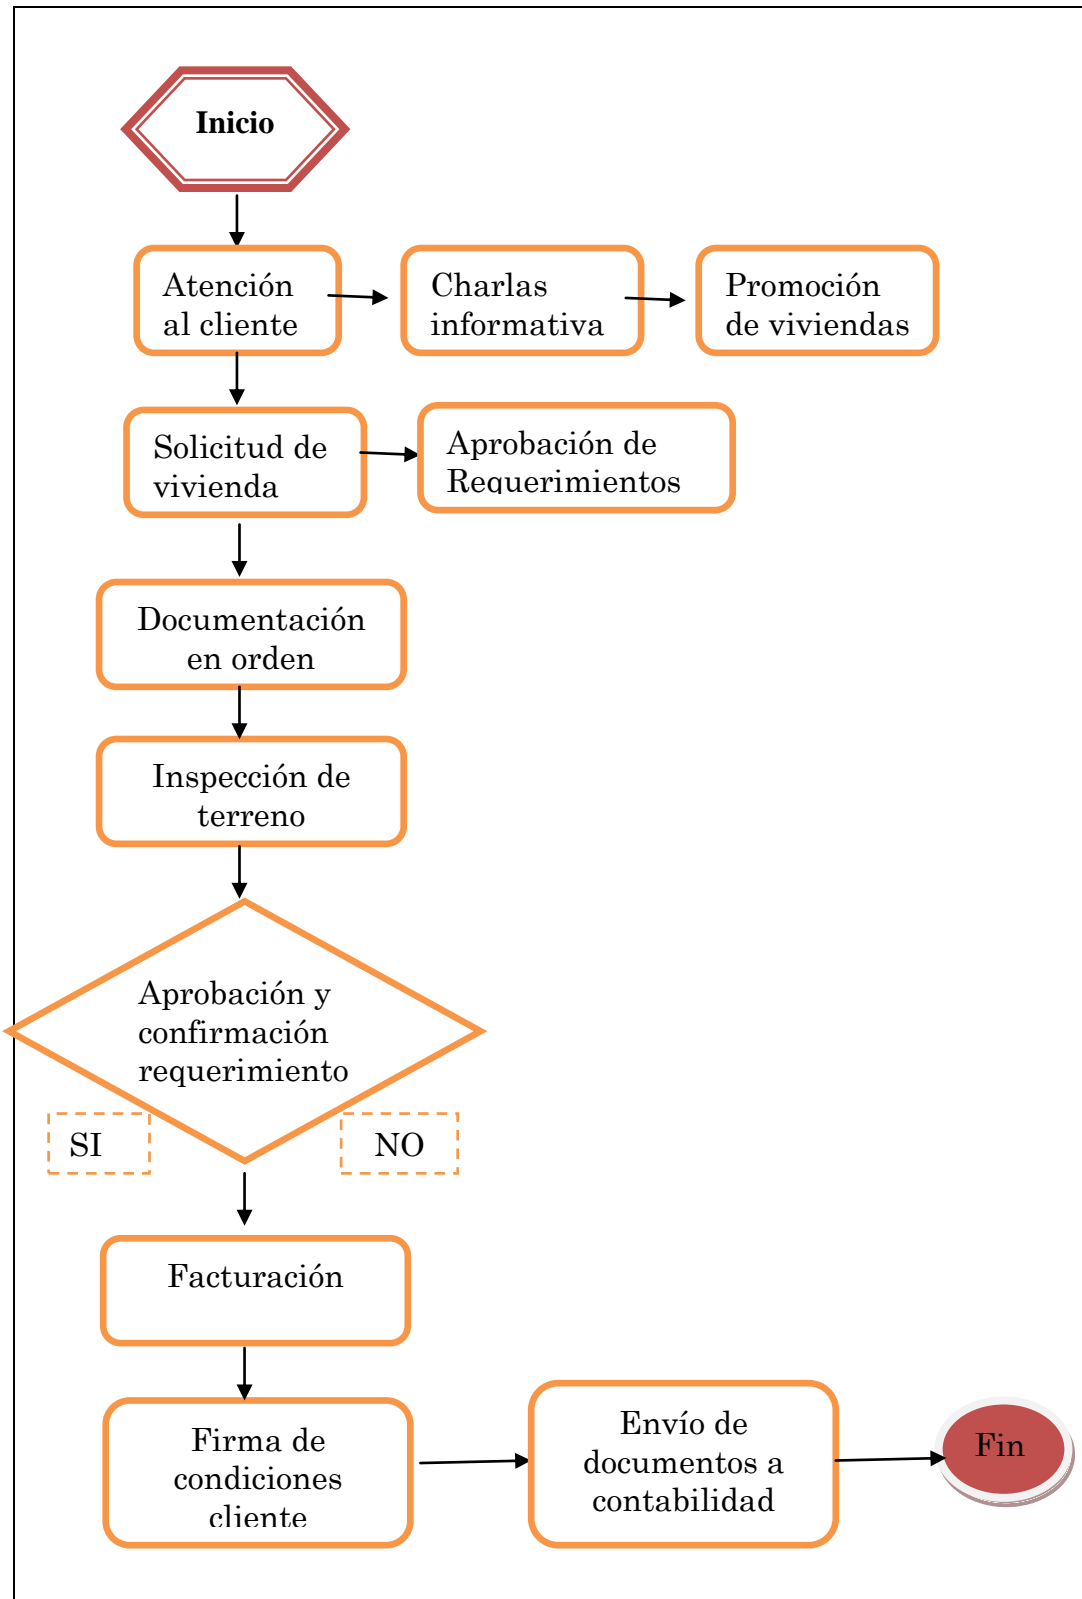 Inicio
Atención
al cliente
Charlas
informativa
Promoción
de viviendas
Solicitud de
vivienda
Aprobación de
Requerimientos
Documentación
en orden
Inspección de
terreno
Aprobación y
confirmación
requerimiento
SI
NO
Facturación
Firma de
condiciones
cliente
Envío de
documentos a
contabilidad
Fin